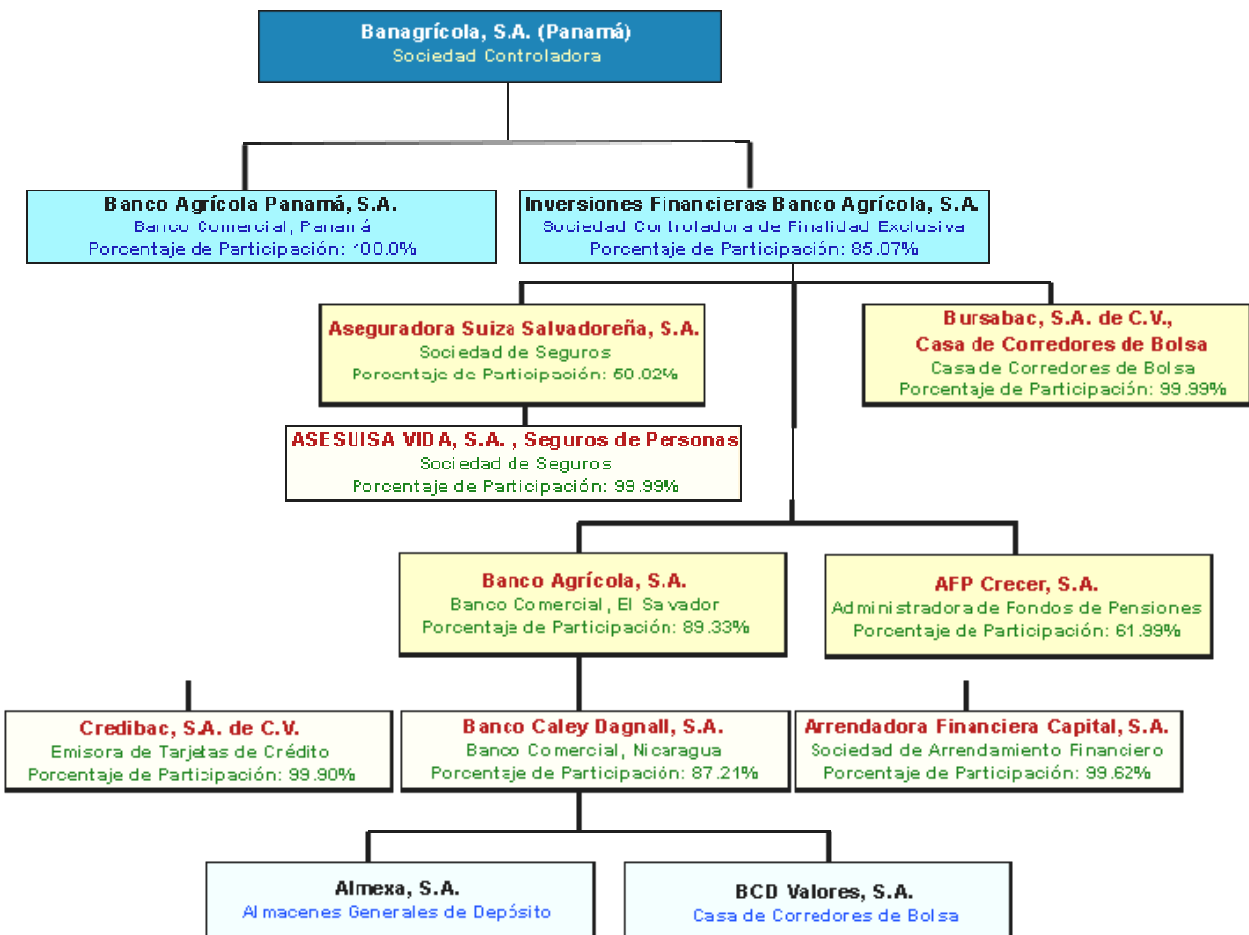 Banagrícola, S.A. (Panamá)
Sociedad Controladora
Banco Agrícola Panamá, S.A.
Banco Comercial, Panamá
Porcentaje de Participación: 100.0%
Inversiones Financieras Banco Agrícola, S.A.
Sociedad Controladora de Finalidad Exclusiva
Porcentaje de Participación: 85.07%
Aseguradora Suiza Salvadoreña, S.A.
Sociedad de Seguros
Porcentaje de Participación: 60.02%
Bursabac, S.A. de C.V.,
Casa de Corredores de Bolsa
Casa de Corredores de Bolsa
Porcentaje de Participación: 99.99%
ASESUISA VIDA, S.A. , Seguros de Personas
Sociedad de Seguros
Porcentaje de Participación: 99.99%
Banco Agrícola, S.A.
Banco Comercial, El Salvador
Porcentaje de Participación: 89.33%
AFP Crecer, S.A.
Administradora de Fondos de Pensiones
Porcentaje de Participación: 61.99%
Credibac, S.A. de C.V.
Emisora de Tarjetas de Crédito
Porcentaje de Participación: 99.90%
Banco Caley Dagnall, S.A.
Banco Comercial, Nicaragua
Porcentaje de Participación: 87.21%
Arrendadora Financiera Capital, S.A.
Sociedad de Arrendamiento Financiero
Porcentaje de Participación: 99.62%
Almexa, S.A.
Almacenes Generales de Depósito
BCD Valores, S.A.
Casa de Corredores de Bolsa